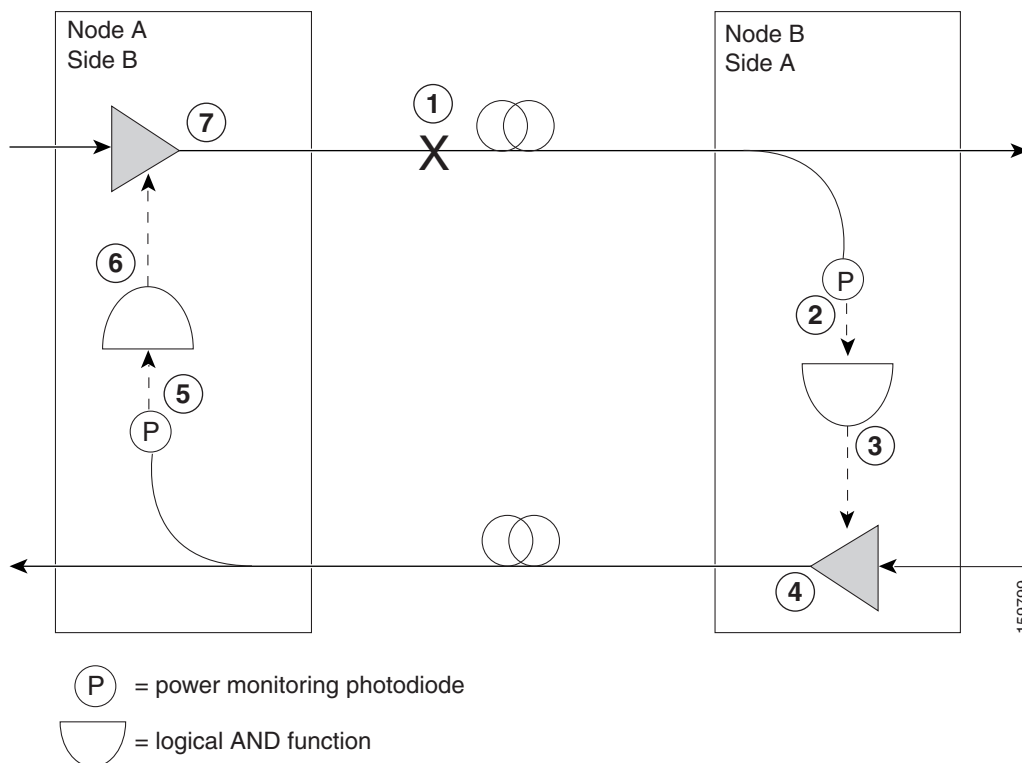 Node A
Side B
Node B
Side A
1
7
X
6
P
2
5
P
3
4
P = power monitoring photodiode
= logical AND function